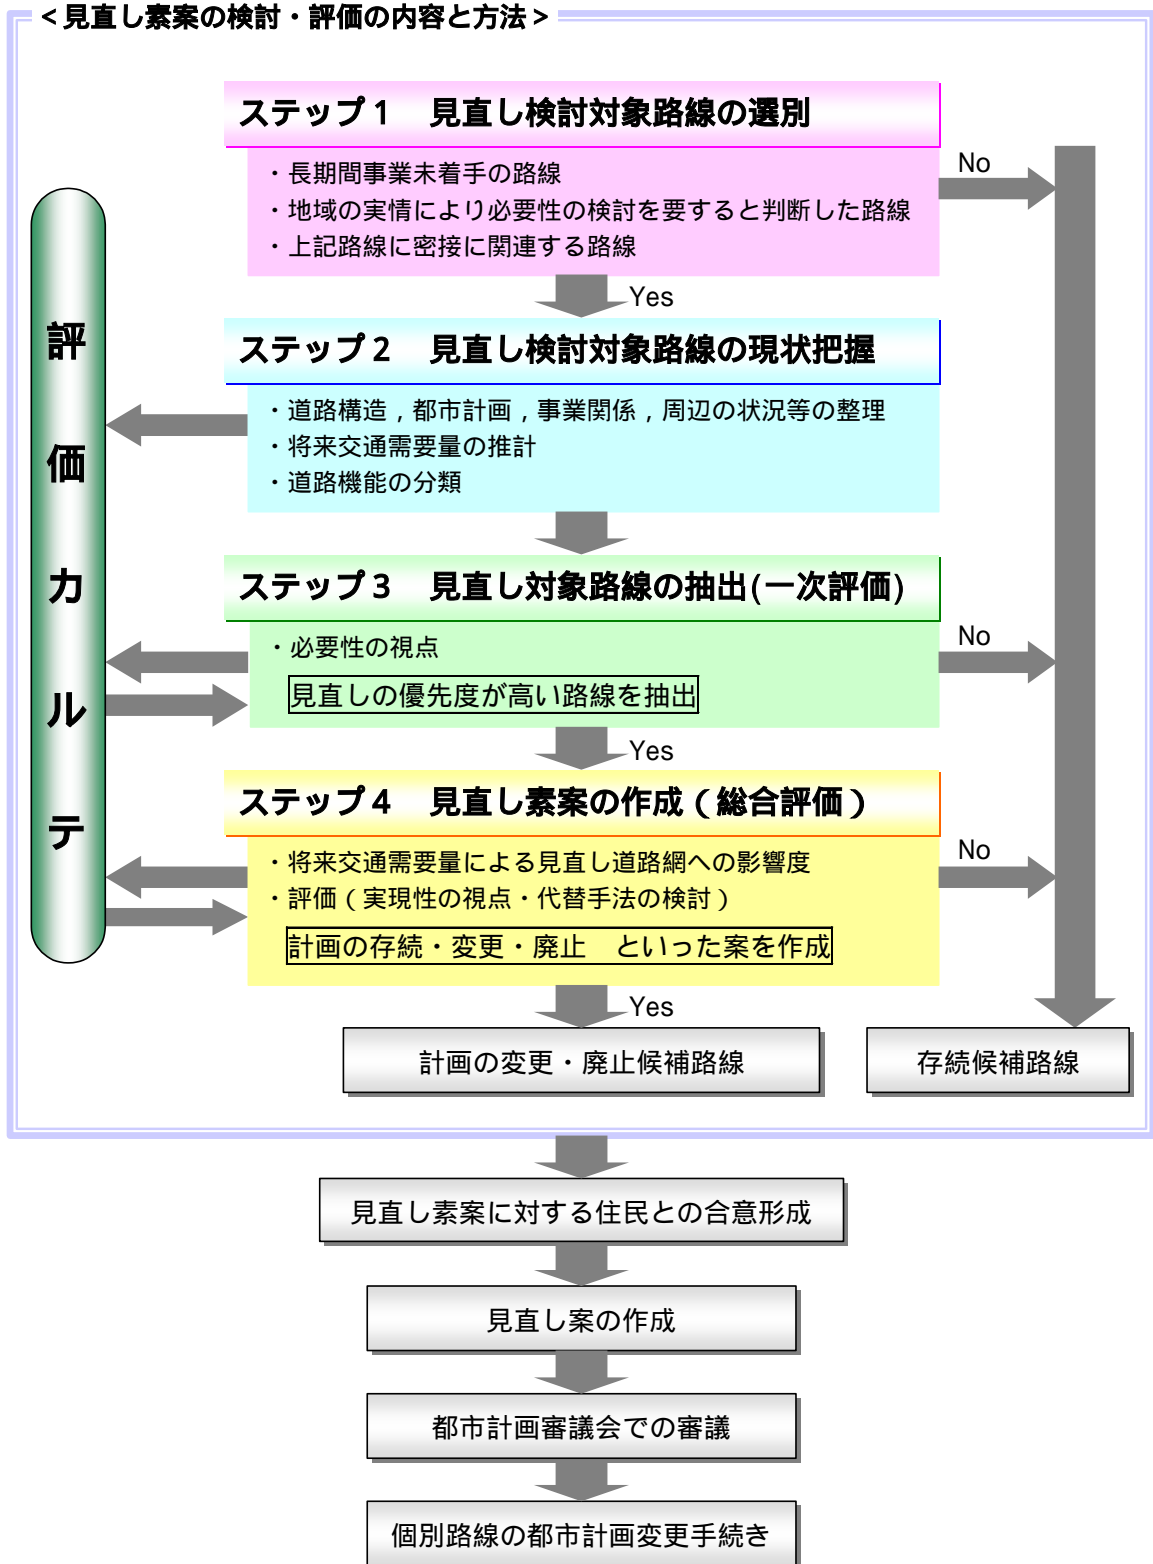 ＜見直し素案の検討・評価の内容と方法＞
ステップ１　見直し検討対象路線の選別
・長期間事業未着手の路線
・地域の実情により必要性の検討を要すると判断した路線
・上記路線に密接に関連する路線
No
Yes
評価カルテ
ステップ２　見直し検討対象路線の現状把握
・道路構造，都市計画，事業関係，周辺の状況等の整理
・将来交通需要量の推計
・道路機能の分類
ステップ３　見直し対象路線の抽出(一次評価)
・必要性の視点
見直しの優先度が高い路線を抽出
No
Yes
ステップ４　見直し素案の作成（総合評価）
・将来交通需要量による見直し道路網への影響度
・評価（実現性の視点・代替手法の検討）
計画の存続・変更・廃止　といった案を作成
No
Yes
計画の変更・廃止候補路線
存続候補路線
見直し素案に対する住民との合意形成
見直し案の作成
都市計画審議会での審議
個別路線の都市計画変更手続き